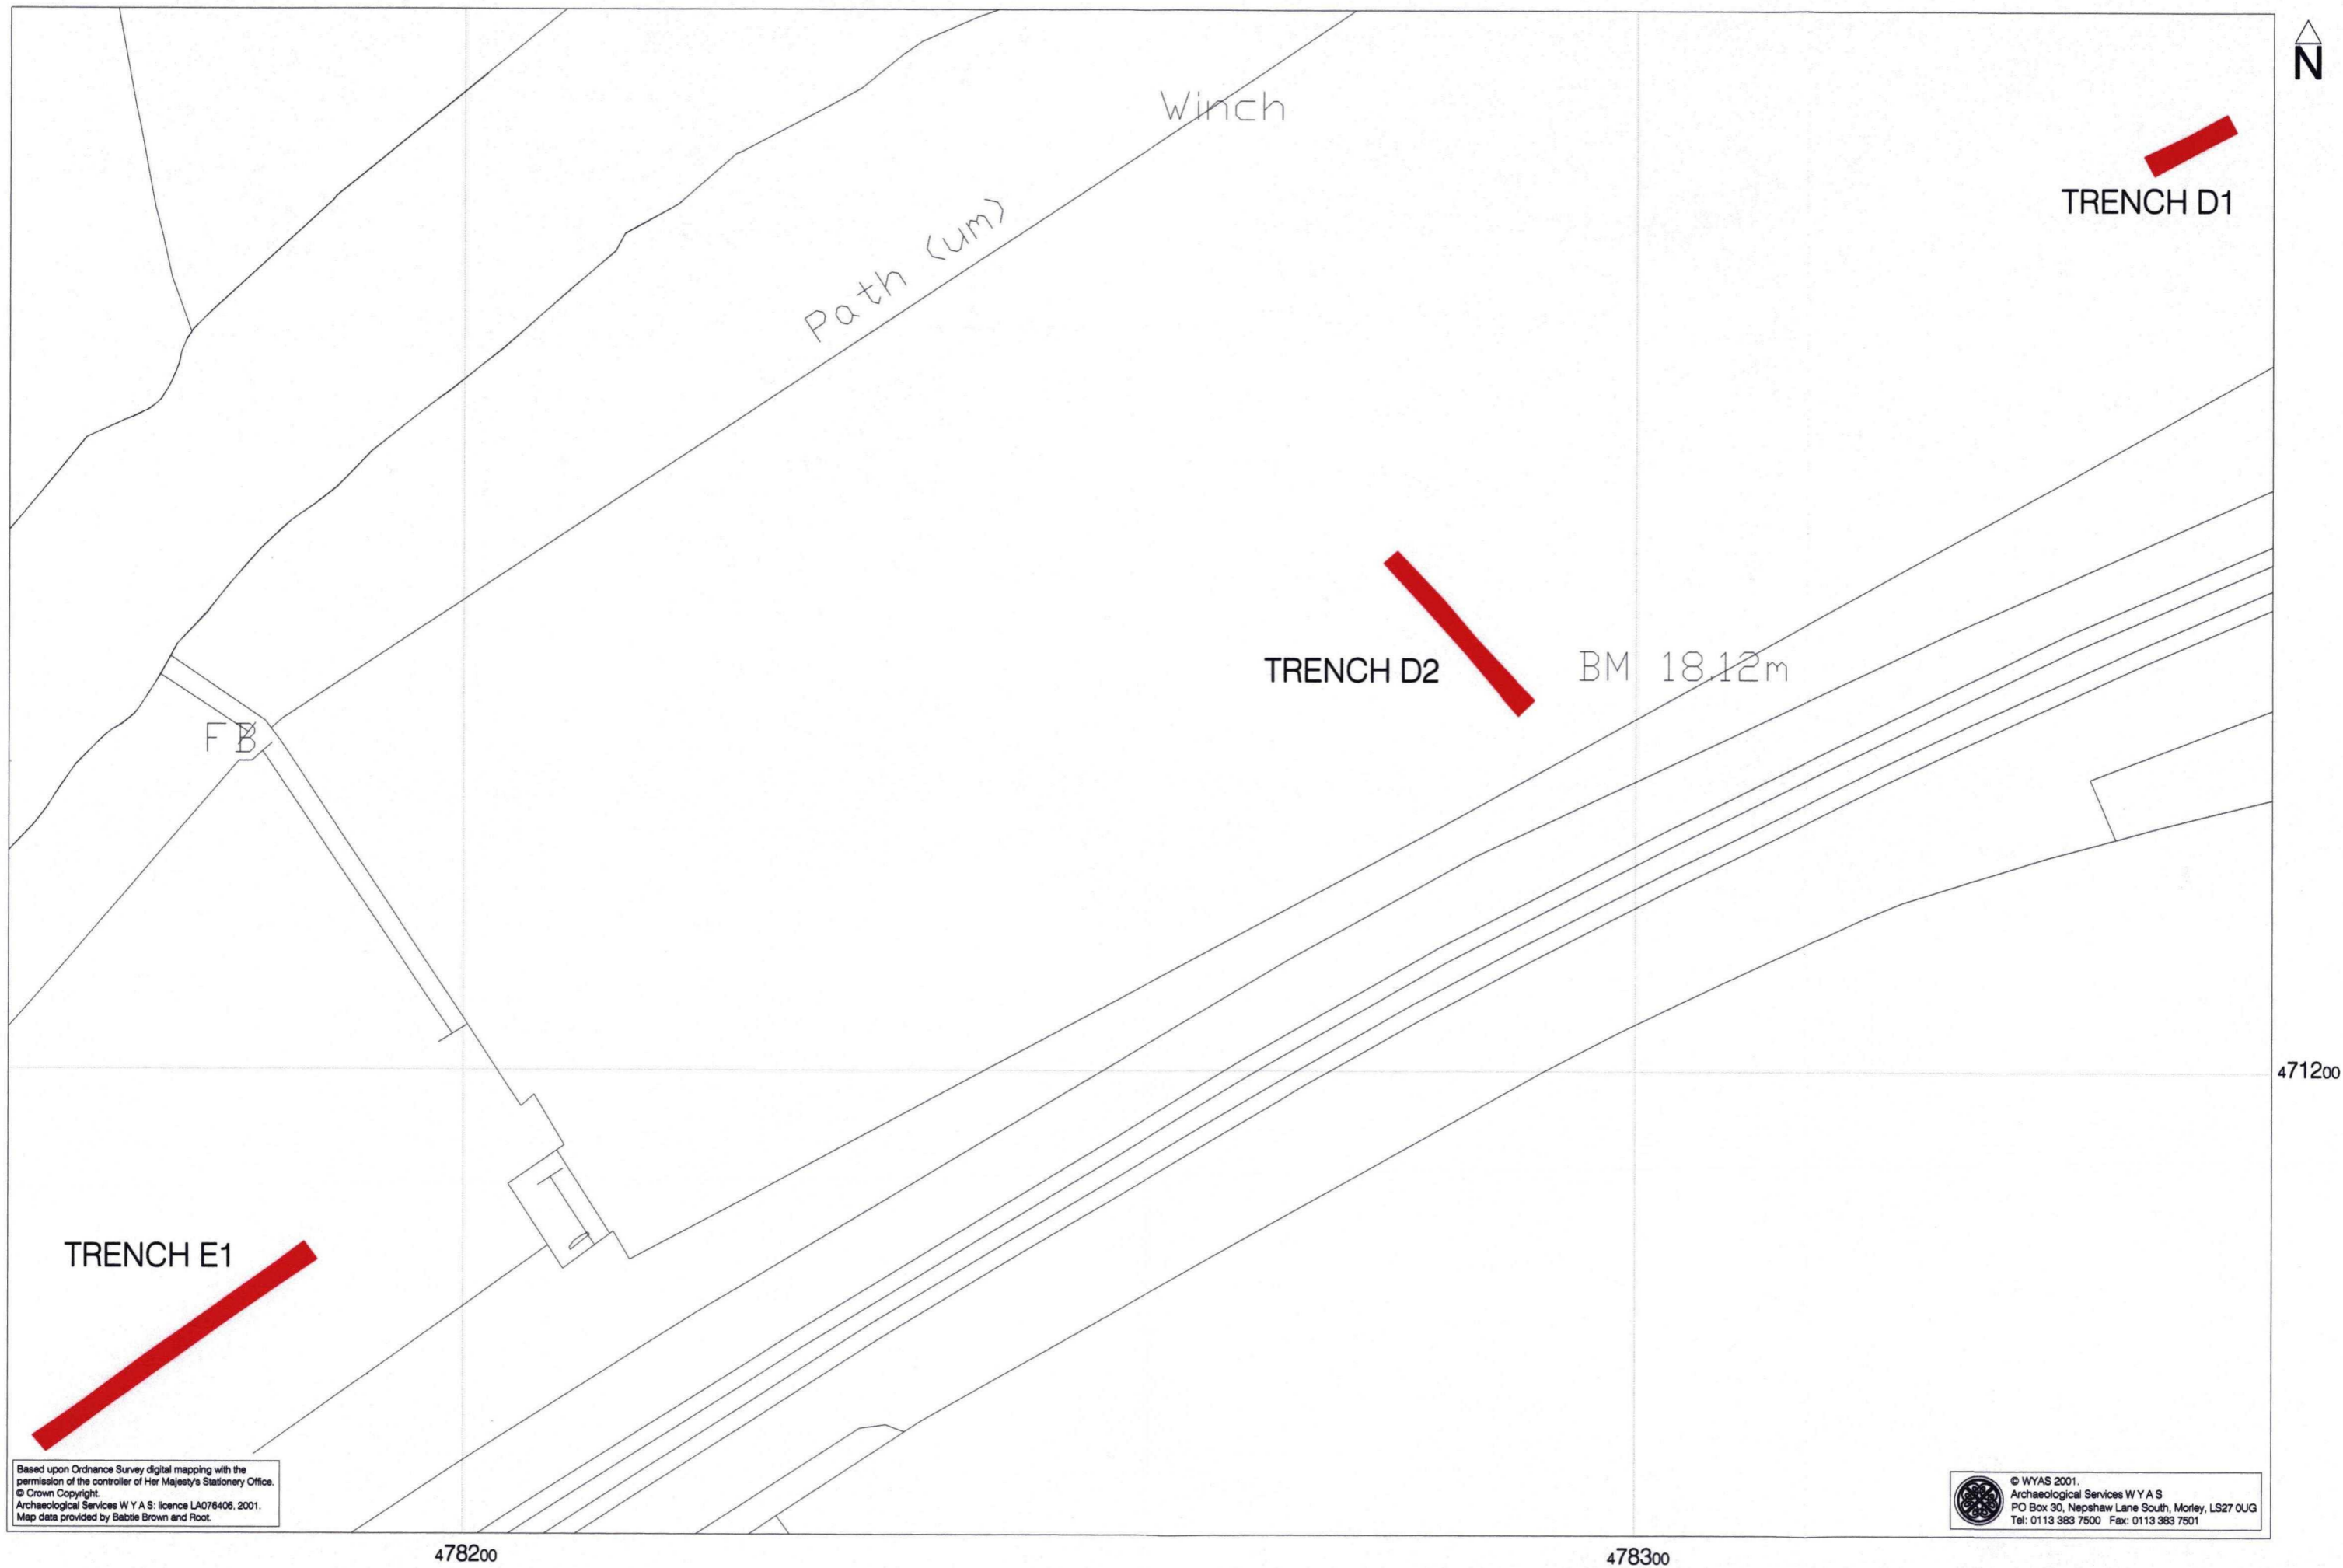 N
Winch
TRENCH D1
Path (um)
TRENCH D2
BM 18.12m
FB
471200
TRENCH E1
Based upon Ordnance Survey digital mapping with the
permission of the controller of Her Majesty's Stationery Office.
© Crown Copyright.
Archaeological Services W Y A S: licence LA076406, 2001.
Map data provided by Babtie Brown and Root.
© WYAS 2001.
Archaeological Services W Y A S
PO Box 30, Nepshaw Lane South, Morley, LS27 0UG
Tel: 0113 383 7500 Fax: 0113 383 7501
478200
478300